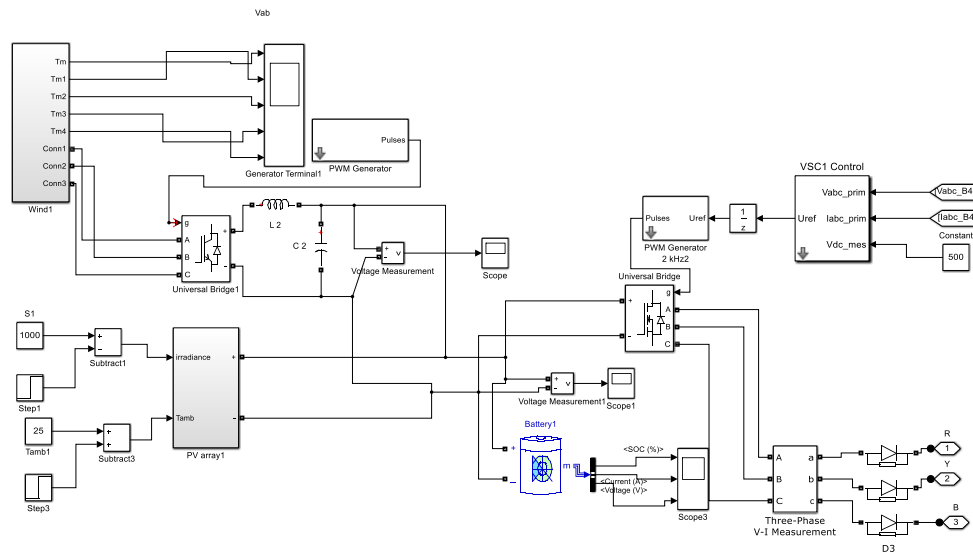 Vab
Wind1
Tm
Tm1
Tm2
Tm3
Tm4
Conn1
Conn2
Conn3
Generator Terminal1
Pulses
PWM Generator
g
A
B
C
+
-
Universal Bridge1
L 2
C 2
+
-
v
Voltage Measurement
Scope
VSC1 Control
Vabc_prim
Iabc_prim
Vdc_mes
Uref
Vabc_B4
Iabc_B4
Constant
500
1
z
Pulses
Uref
PWM Generator
2 kHz2
Universal Bridge
g
+
-
A
B
C
S1
1000
+
-
Subtract1
Step1
25
Tamb1
+
+
Subtract3
Step3
irradiance
Tamb
+
-
PV array1
+
-
v
Voltage Measurement1
Scope1
Battery1
+
_
m
<SOC (%)>
<Current (A)>
<Voltage (V)>
Scope3
A
B
C
a
b
c
Three-Phase
V-I Measurement
R
1
Y
2
B
3
D3